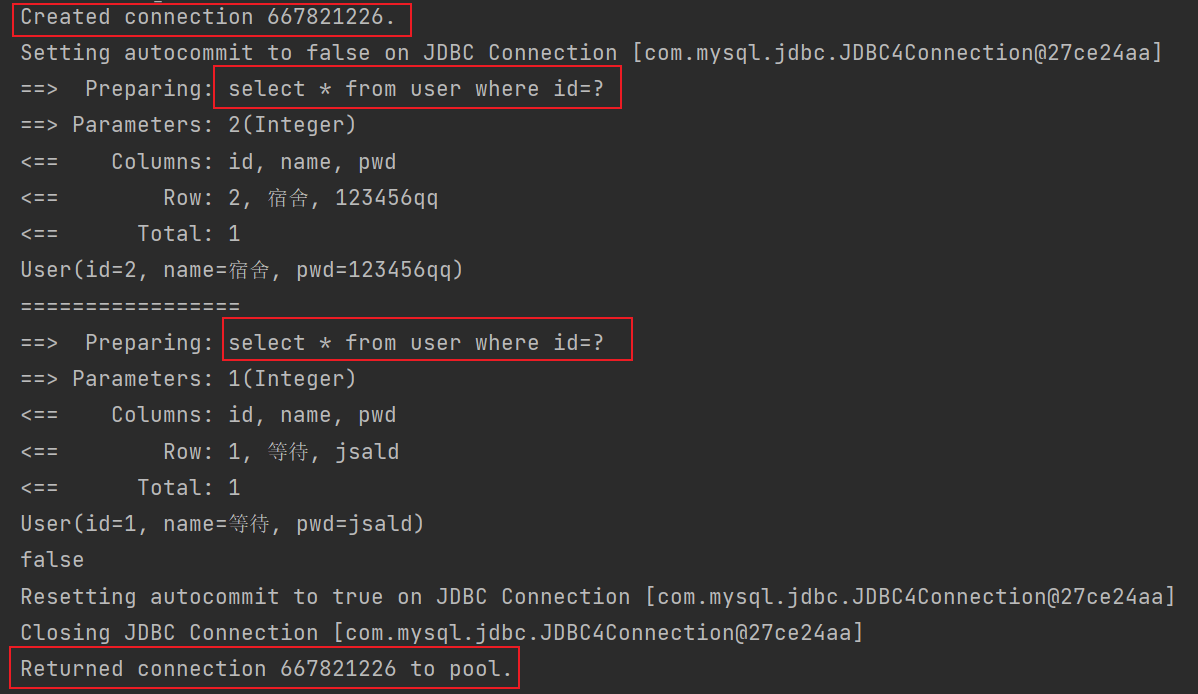 Created connection 667821226.
Setting autocommit to false on JDBC Connection [com.mysql.jdbc.JDBC4Connection@27ce24aa]
==>  Preparing: select * from user where id=?
==> Parameters: 2(Integer)
<==    Columns: id, name, pwd
<==        Row: 2, 宿舍, 123456qq
<==      Total: 1
User(id=2, name=宿舍, pwd=123456qq)
=================
==>  Preparing: select * from user where id=?
==> Parameters: 1(Integer)
<==    Columns: id, name, pwd
<==        Row: 1, 等待, jsald
<==      Total: 1
User(id=1, name=等待, pwd=jsald)
false
Resetting autocommit to true on JDBC Connection [com.mysql.jdbc.JDBC4Connection@27ce24aa]
Closing JDBC Connection [com.mysql.jdbc.JDBC4Connection@27ce24aa]
Returned connection 667821226 to pool.